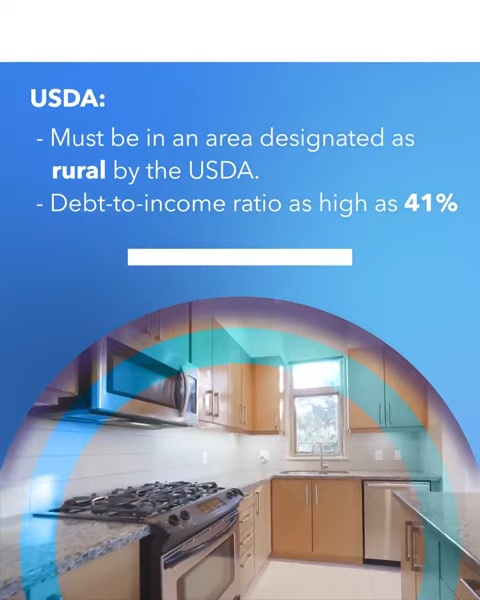 USDA:
- Must be in an area designated as
rural by the USDA.
- Debt-to-income ratio as high as 41%